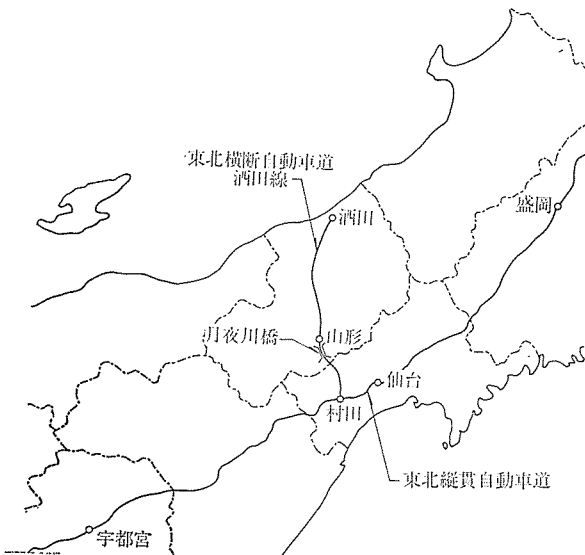 東北横断自動車道
酒田線
酒田
盛岡
月夜川橋
山形
仙台
村田
東北縦貫自動車道
宇都宮